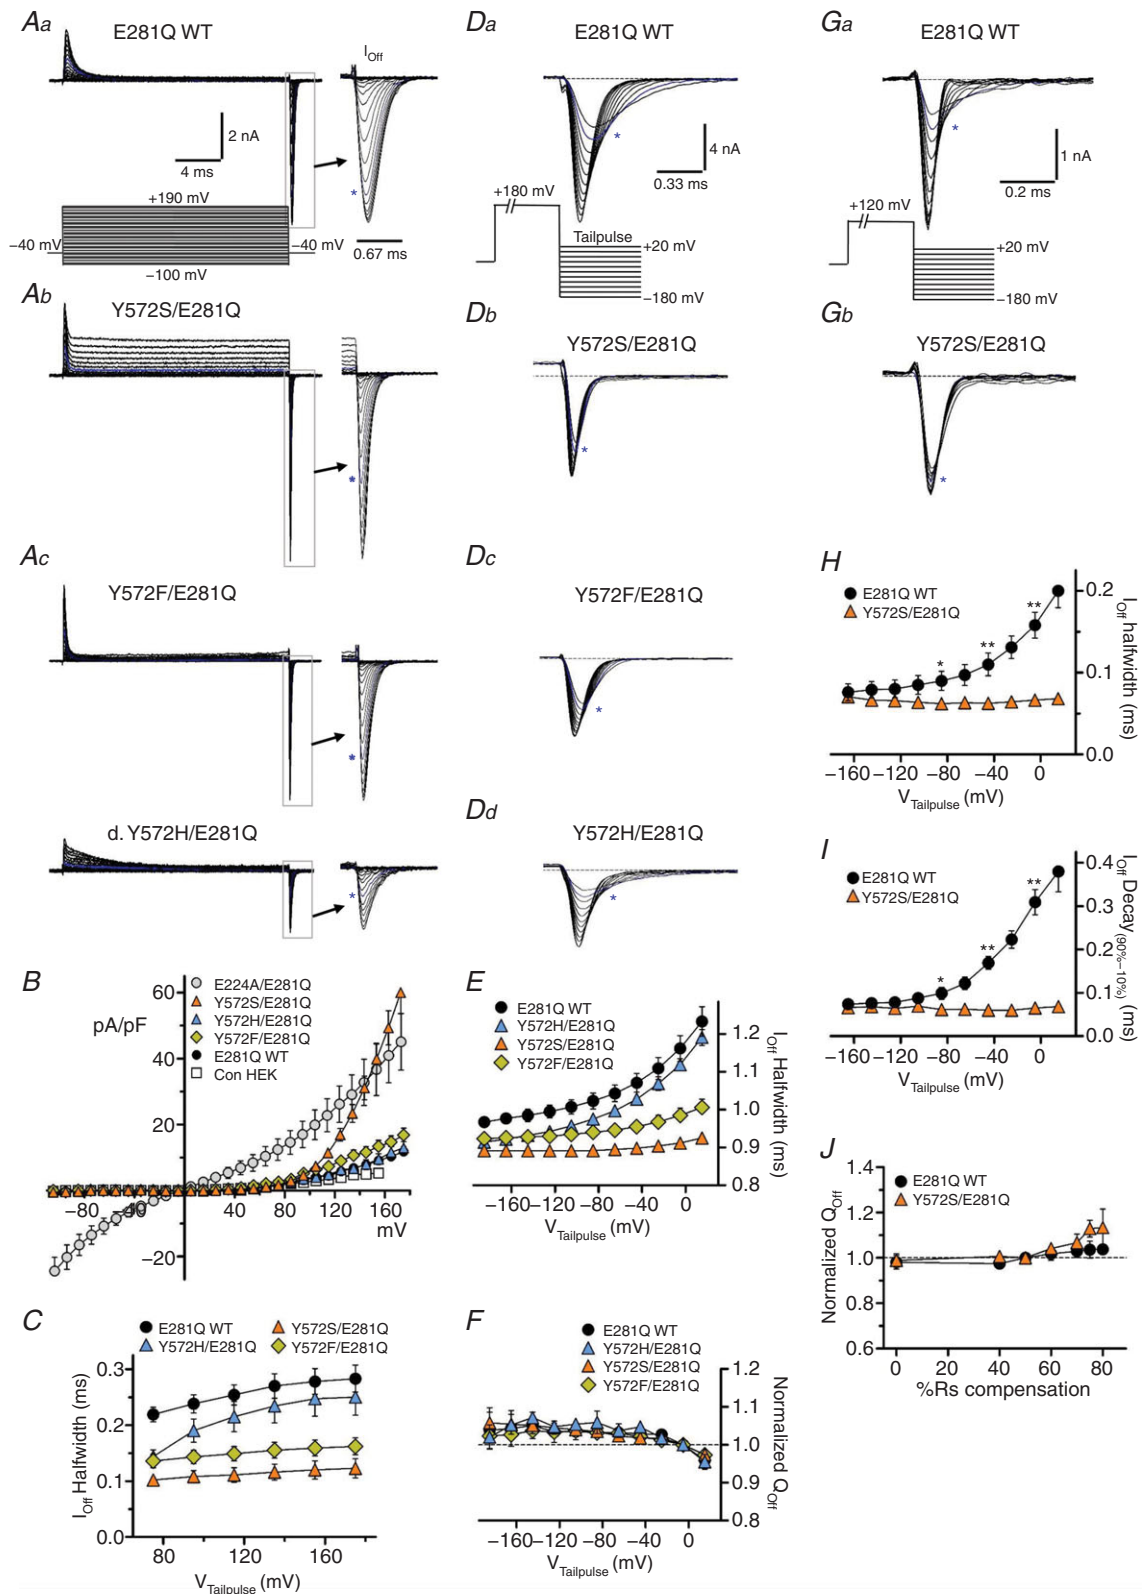 Aa
E281Q WT
I_Off
2 nA
4 ms
+190 mV
−40 mV
−40 mV
−100 mV
*
0.67 ms
Ab
Y572S/E281Q
*
Ac
Y572F/E281Q
*
d. Y572H/E281Q
*
B
60
pA/pF
40
20
−20
−80
−40
40
80
120
160
mV
E224A/E281Q
Y572S/E281Q
Y572H/E281Q
Y572F/E281Q
E281Q WT
Con HEK
C
E281Q WT
Y572S/E281Q
Y572H/E281Q
Y572F/E281Q
I_Off Halfwidth (ms)
0.3
0.2
0.1
0.0
80
120
160
V_Tailpulse (mV)
Da
E281Q WT
*
4 nA
0.33 ms
+180 mV
Tailpulse
+20 mV
−180 mV
Db
Y572S/E281Q
*
Dc
Y572F/E281Q
*
Dd
Y572H/E281Q
*
E
E281Q WT
Y572H/E281Q
Y572S/E281Q
Y572F/E281Q
1.2
1.1
1.0
0.9
0.8
I_Off Halfwidth (ms)
−160
−120
−80
−40
0
V_Tailpulse (mV)
F
E281Q WT
Y572H/E281Q
Y572S/E281Q
Y572F/E281Q
1.2
1.1
1.0
0.9
0.8
Normalized Q_Off
−160
−120
−80
−40
0
V_Tailpulse (mV)
Ga
E281Q WT
*
1 nA
0.2 ms
+120 mV
+20 mV
−180 mV
Gb
Y572S/E281Q
*
H
E281Q WT
Y572S/E281Q
* ** **
0.2
0.1
0.0
I_Off halfwidth (ms)
−160 −120 −80 −40 0
V_Tailpulse (mV)
I
E281Q WT
Y572S/E281Q
* ** **
0.4
0.3
0.2
0.1
0.0
I_Off Decay(90%–10%) (ms)
−160 −120 −80 −40 0
V_Tailpulse (mV)
J
E281Q WT
Y572S/E281Q
1.4
1.2
1.0
0.8
0.6
Normalized Q_Off
0 20 40 60 80
%Rs compensation